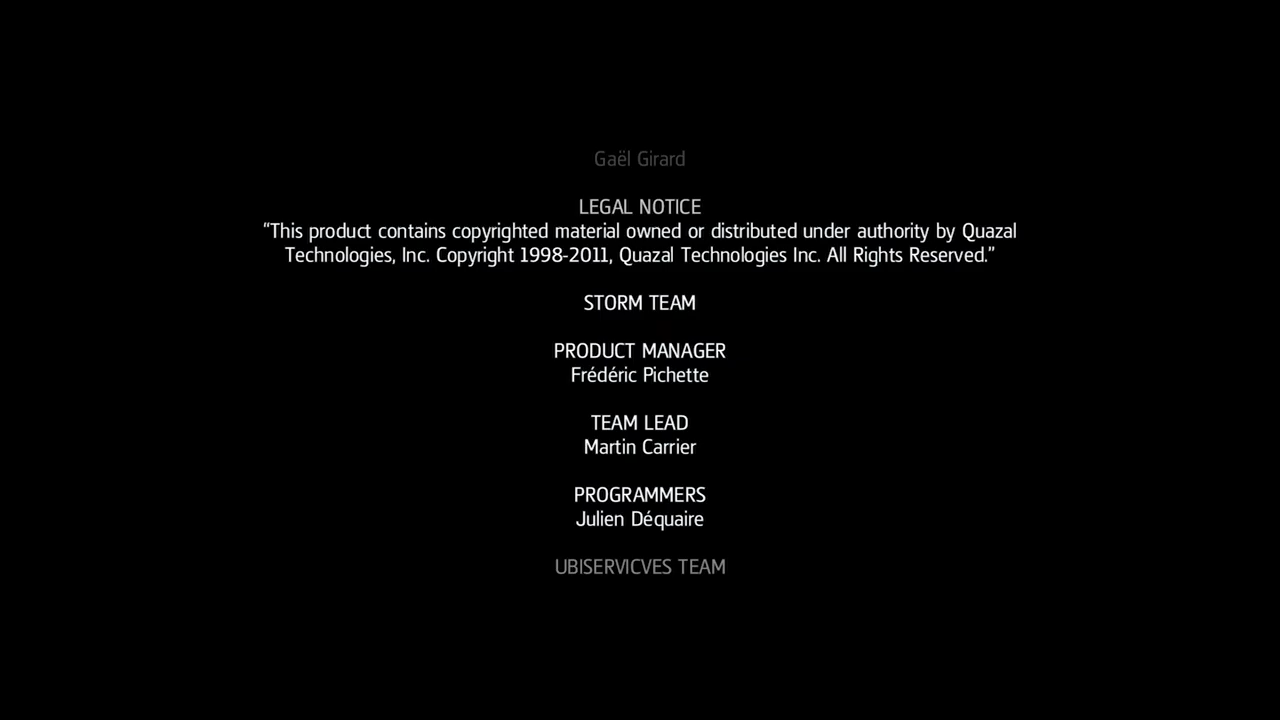 Gaël Girard
LEGAL NOTICE
“This product contains copyrighted material owned or distributed under authority by Quazal
Technologies, Inc. Copyright 1998-2011, Quazal Technologies Inc. All Rights Reserved.”
STORM TEAM
PRODUCT MANAGER
Frédéric Pichette
TEAM LEAD
Martin Carrier
PROGRAMMERS
Julien Déquaire
UBISERVICVES TEAM